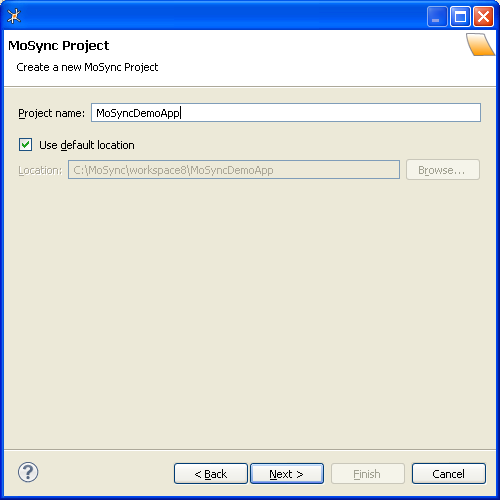 MoSync Project
Create a new MoSync Project
Project name: MoSyncDemoApp
Use default location
Location: C:\MoSync\workspace8\MoSyncDemoApp Browse...
? < Back Next > Finish Cancel